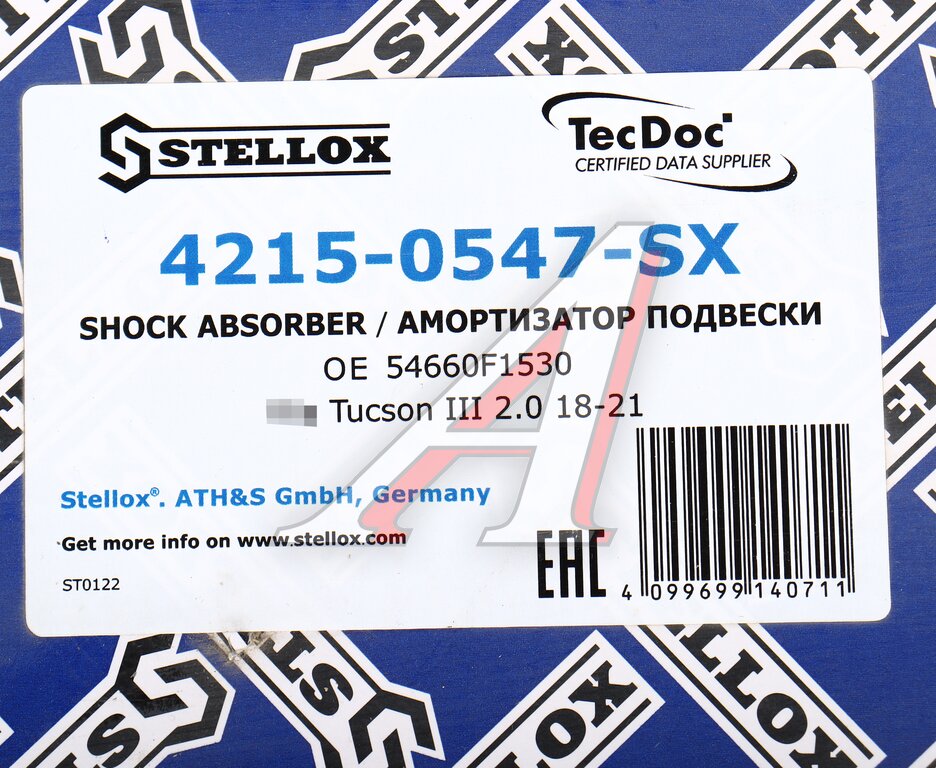 STELLOX
TecDoc
CERTIFIED DATA SUPPLIER
4215-0547-SX
SHOCK ABSORBER / АМОРТИЗАТОР ПОДВЕСКИ
OE 54660F1530
Tucson III 2.0 18-21
Stellox®. ATH&S GmbH, Germany
Get more info on www.stellox.com
ST0122
EAC
4 099699 140711
STELLOX